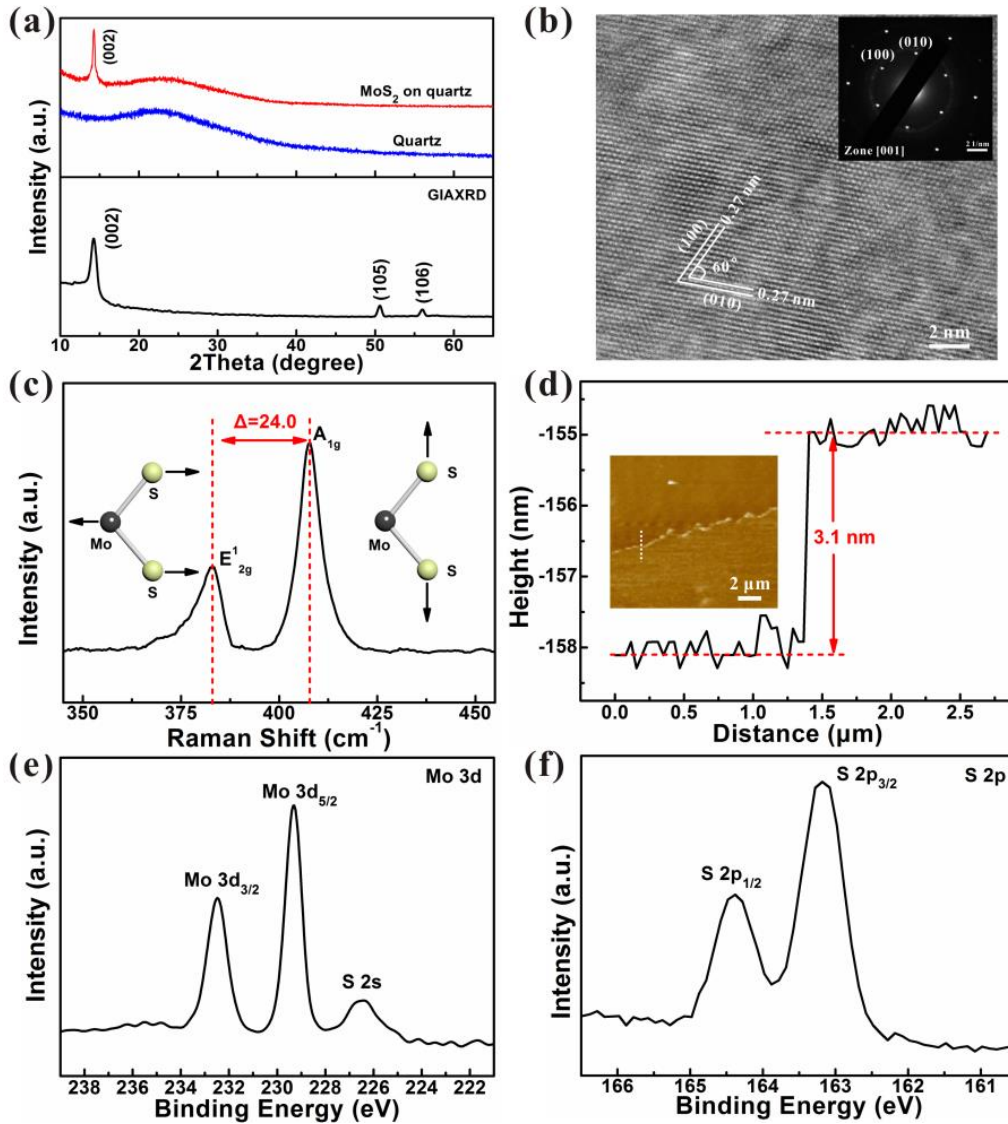 (a)
(002)
MoS2 on quartz
Quartz
GIAXRD
(002)
(105)
(106)
Intensity (a.u.)
10 20 30 40 50 60
2Theta (degree)
(b)
(010)
(100)
Zone [001]
2 1/nm
(100)
0.27 nm
60°
0.27 nm
(010)
2 nm
(c)
Δ=24.0
A1g
S
S
Mo
Mo
E12g
S
S
Intensity (a.u.)
350 375 400 425 450
Raman Shift (cm-1)
(d)
-155
-156
-157
-158
Height (nm)
3.1 nm
2 µm
0.0 0.5 1.0 1.5 2.0 2.5
Distance (µm)
(e)
Mo 3d
Mo 3d5/2
Mo 3d3/2
S 2s
Intensity (a.u.)
238 236 234 232 230 228 226 224 222
Binding Energy (eV)
(f)
S 2p3/2
S 2p
S 2p1/2
Intensity (a.u.)
166 165 164 163 162 161
Binding Energy (eV)